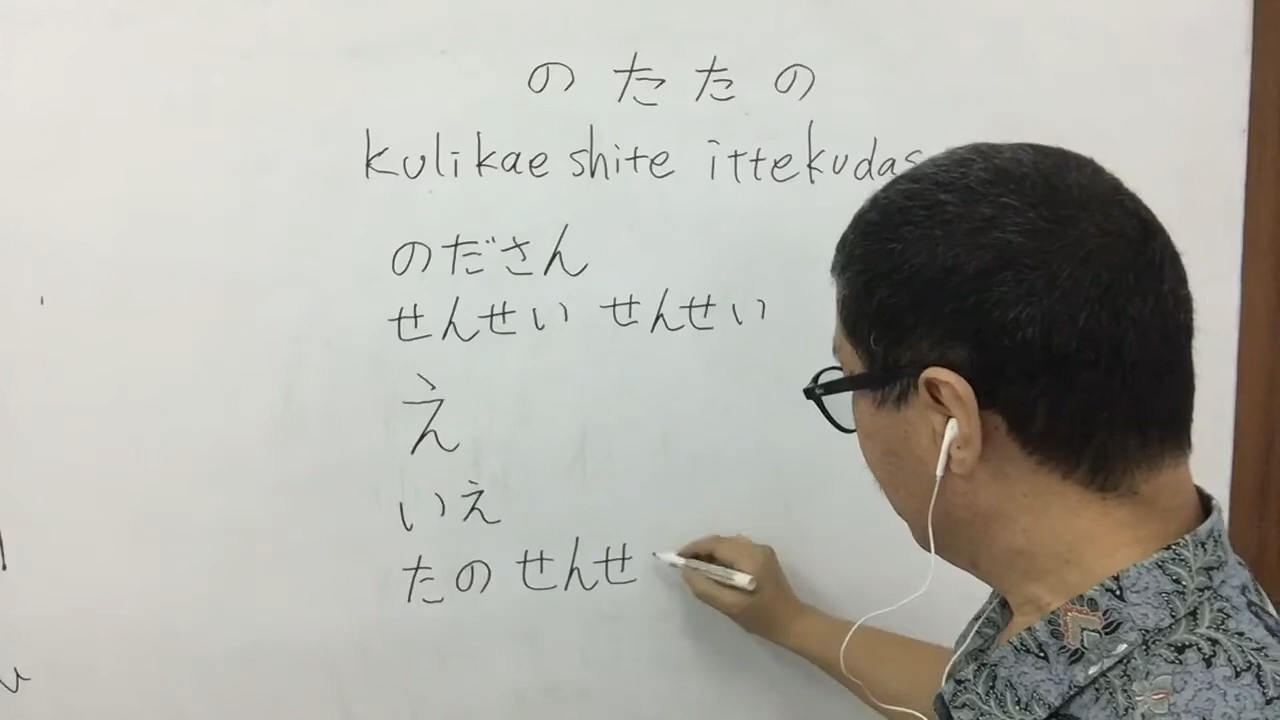 の た た の
kulikae shite ittekudas
のださん
せんせい せんせい
え
いえ
たの せんせ